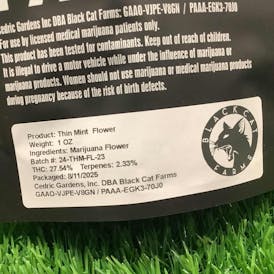 Cedric Gardens, Inc DBA Black Cat Farms: GAAO-VJPE-V8GN / PAAA-EGK3-70J0
For use by licensed medical marijuana patients only.
This product has been tested for contaminants. Keep out of reach of children.
It is illegal to drive a motor vehicle while under the influence of marijuana or
marijuana products. Women should not use marijuana or medical marijuana products
during pregnancy because of the risk of birth defects.
Product: Thin Mint Flower
Weight: 1 OZ
Ingredients: Marijuana Flower
Batch #: 24-THM-FL-23
THC: 27.54% Terpenes: 2.33%
Packaged: 8/11/2025
Cedric Gardens, Inc. DBA Black Cat Farms
GAAO-VJPE-V8GN / PAAA-EGK3-70J0
BLACK CAT
FARMS